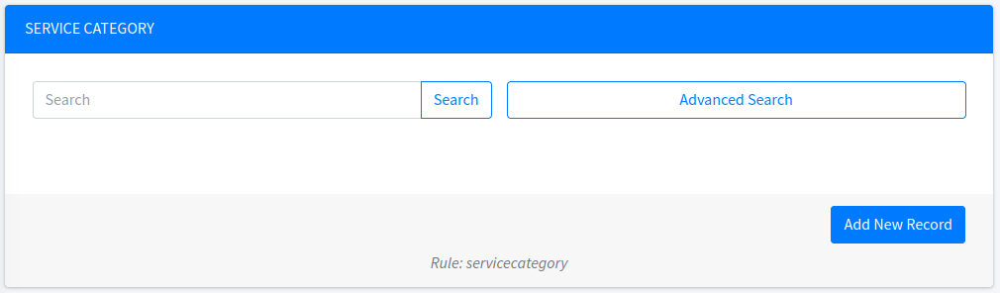 SERVICE CATEGORY
Search Search Advanced Search
Add New Record
Rule: servicecategory